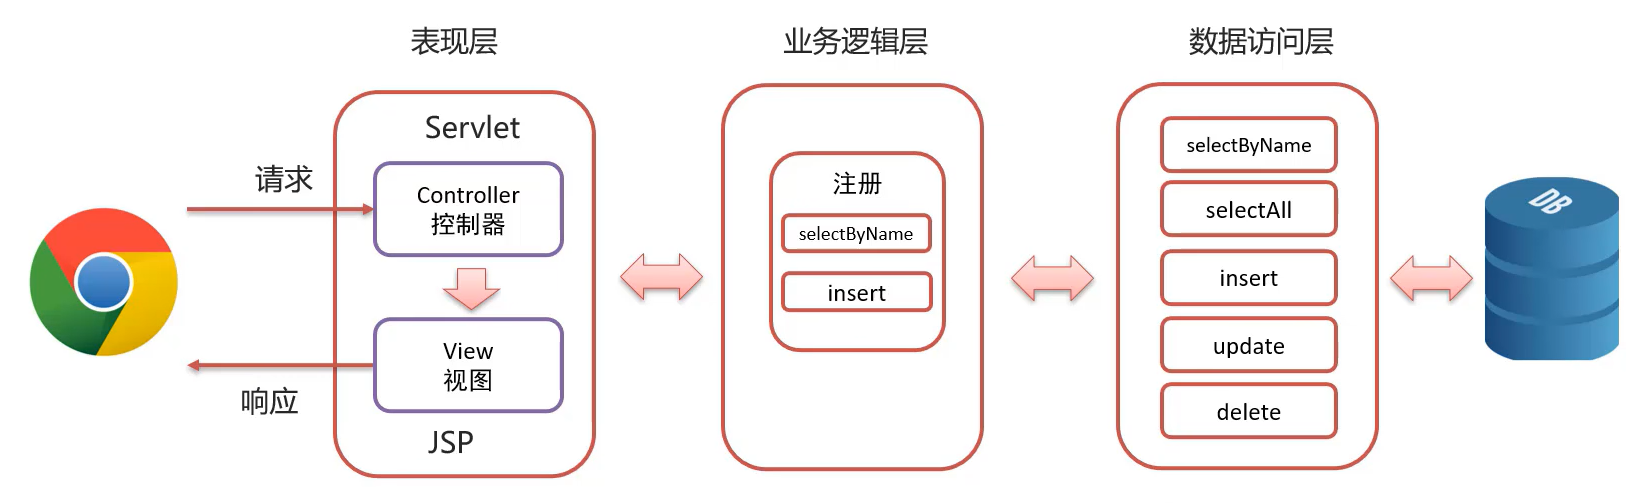 表现层
业务逻辑层
数据访问层
Servlet
请求
Controller
控制器
View
视图
响应
JSP
注册
selectByName
insert
selectByName
selectAll
insert
update
delete
DB